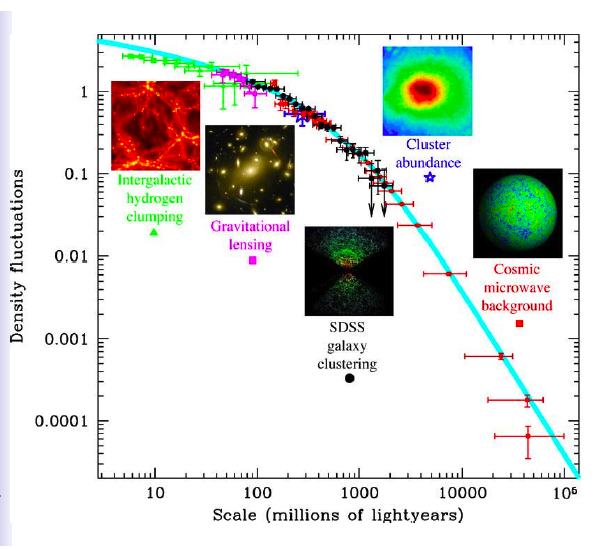 1
0.1
0.01
0.001
0.0001
Density fluctuations
Intergalactic
hydrogen
clumping
Gravitational
lensing
SDSS
galaxy
clustering
Cluster
abundance
Cosmic
microwave
background
10 100 1000 10000 10⁶
Scale (millions of lightyears)